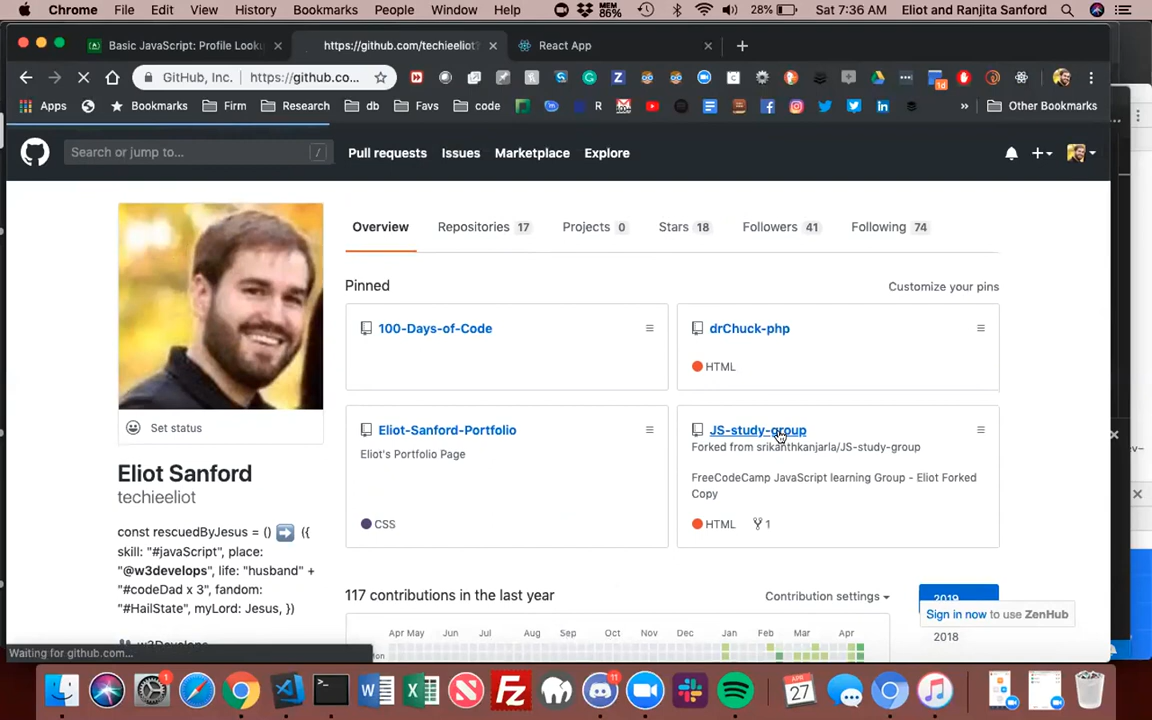 Chrome File Edit View History Bookmarks People Window Help MEM 86% 28% Sat 7:36 AM Eliot and Ranjita Sanford
Basic JavaScript: Profile Looku × https://github.com/techieeliot? × React App × +
GitHub, Inc. https://github.co...
Apps Bookmarks Firm Research db Favs code R 100+ » Other Bookmarks
Search or jump to... / Pull requests Issues Marketplace Explore
Overview Repositories 17 Projects 0 Stars 18 Followers 41 Following 74
Pinned Customize your pins
100-Days-of-Code
drChuck-php
HTML
Eliot-Sanford-Portfolio
Eliot's Portfolio Page
CSS
JS-study-group
Forked from srikanthkanjarla/JS-study-group
FreeCodeCamp JavaScript learning Group - Eliot Forked
Copy
HTML 1
Set status
Eliot Sanford
techieeliot
const rescuedByJesus = () ➡ ({
skill: "#javaScript", place:
"@w3develops", life: "husband" +
"#codeDad x 3", fandom:
"#HailState", myLord: Jesus, })
w3Develops
117 contributions in the last year Contribution settings
2019
Sign in now to use ZenHub
2018
Apr May Jun Jul Aug Sep Oct Nov Dec Jan Feb Mar Apr
Waiting for github.com...